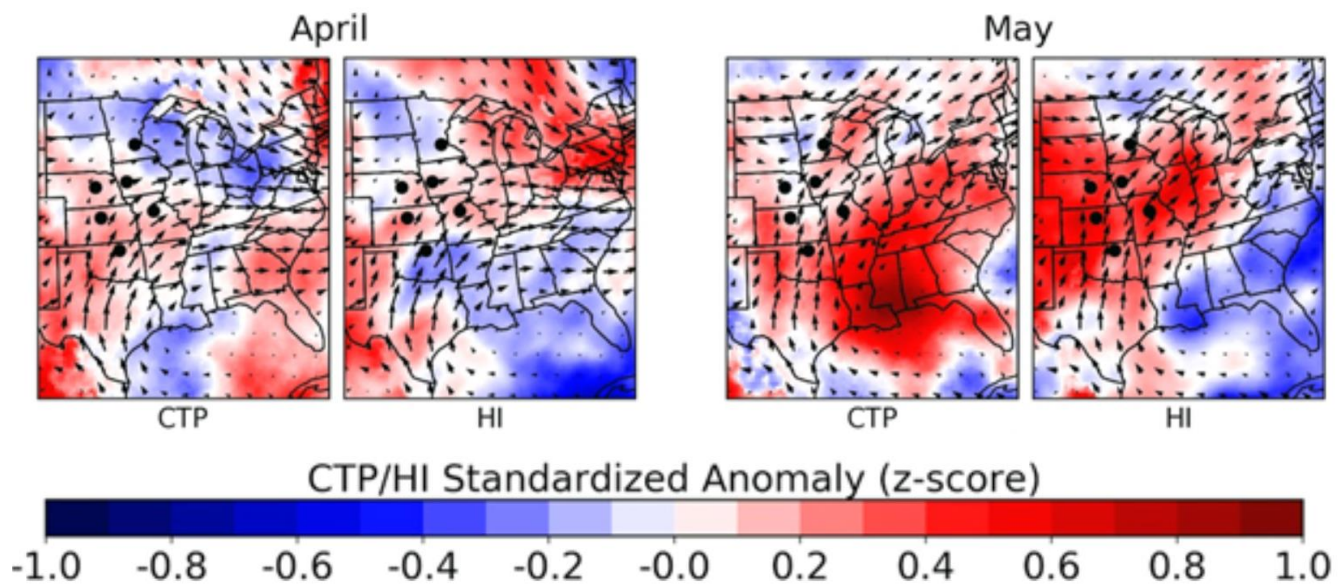 April May
CTP HI CTP HI
CTP/HI Standardized Anomaly (z-score)
-1.0 -0.8 -0.6 -0.4 -0.2 -0.0 0.2 0.4 0.6 0.8 1.0